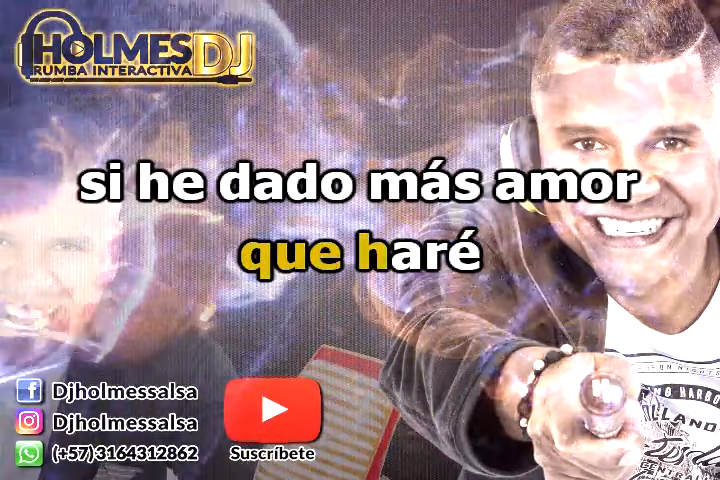 HOLMES DJ
RUMBA INTERACTIVA
si he dado más amor
que haré
Djholmessalsa
Djholmessalsa
(+57)3164312862
Suscríbete